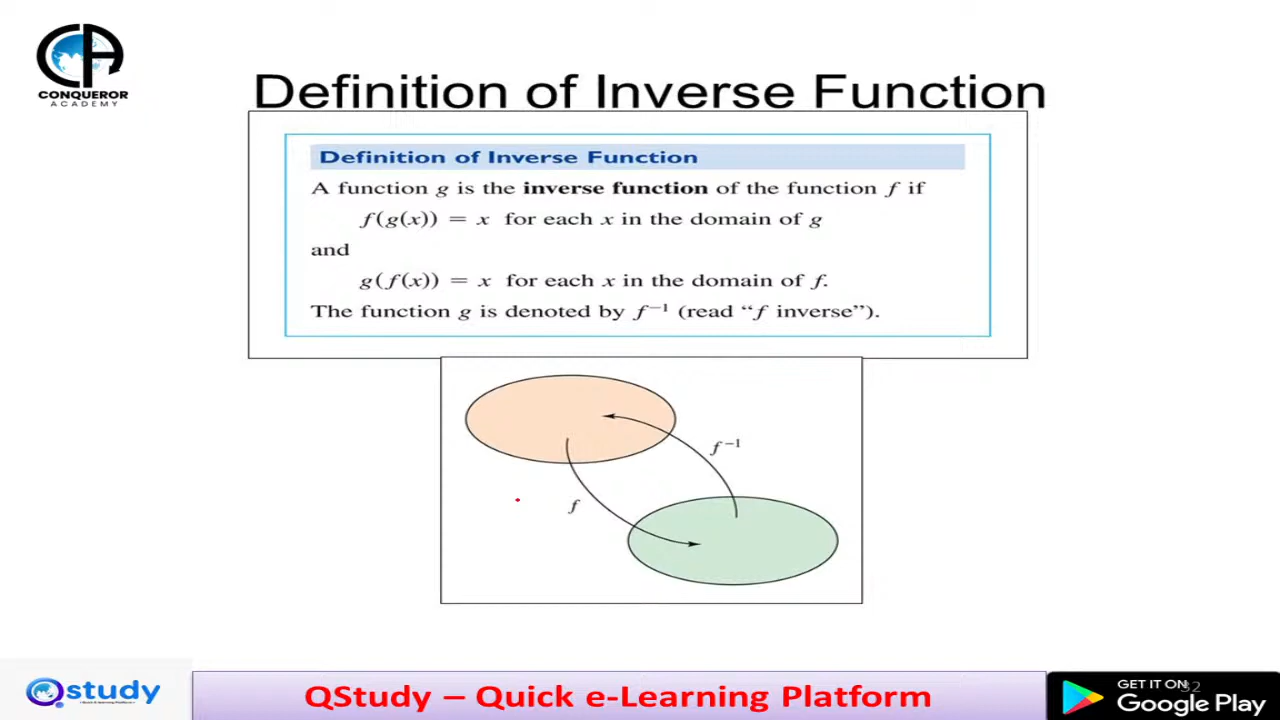 CONQUEROR
ACADEMY
Definition of Inverse Function
Definition of Inverse Function
A function g is the inverse function of the function f if
f(g(x)) = x for each x in the domain of g
and
g(f(x)) = x for each x in the domain of f.
The function g is denoted by f⁻¹ (read “f inverse”).
f⁻¹
f
Qstudy
QStudy – Quick e-Learning Platform
GET IT ON
32
Google Play